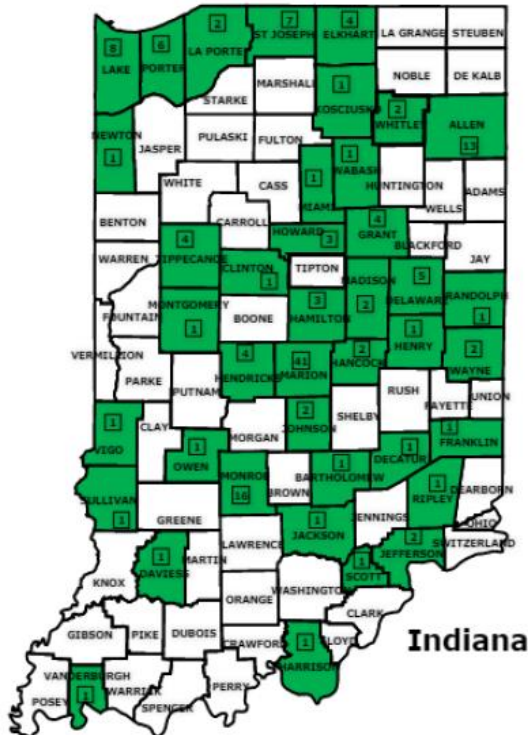 2
7
4
LA PORTE
ST JOSEPH
ELKHART
LA GRANGE
STEUBEN
8
LAKE
6
PORTER
NOBLE
DE KALB
MARSHALL
STARKE
1
KOSCIUSKO
2
WHITLEY
ALLEN
13
NEWTON
1
JASPER
PULASKI
FULTON
1
WABASH
1
MIAMI
HUNTINGTON
WHITE
CASS
WELLS
ADAMS
BENTON
CARROLL
HOWARD
3
4
GRANT
BLACKFORD
JAY
WARREN
4
TIPPECANOE
CLINTON
1
TIPTON
MADISON
2
5
DELAWARE
RANDOLPH
1
FOUNTAIN
MONTGOMERY
1
BOONE
3
HAMILTON
1
HENRY
VERMILLION
PARKE
PUTNAM
4
HENDRICKS
41
MARION
2
HANCOCK
2
WAYNE
RUSH
FAYETTE
UNION
1
VIGO
CLAY
1
OWEN
MORGAN
2
JOHNSON
SHELBY
1
DECATUR
1
FRANKLIN
SULLIVAN
1
MONROE
16
BROWN
1
BARTHOLOMEW
1
RIPLEY
DEARBORN
GREENE
JENNINGS
OHIO
SWITZERLAND
LAWRENCE
1
JACKSON
2
JEFFERSON
KNOX
1
DAVIESS
MARTIN
1
SCOTT
ORANGE
WASHINGTON
CLARK
GIBSON
PIKE
DUBOIS
CRAWFORD
1
HARRISON
FLOYD
Indiana
POSEY
VANDERBURGH
1
WARRICK
SPENCER
PERRY